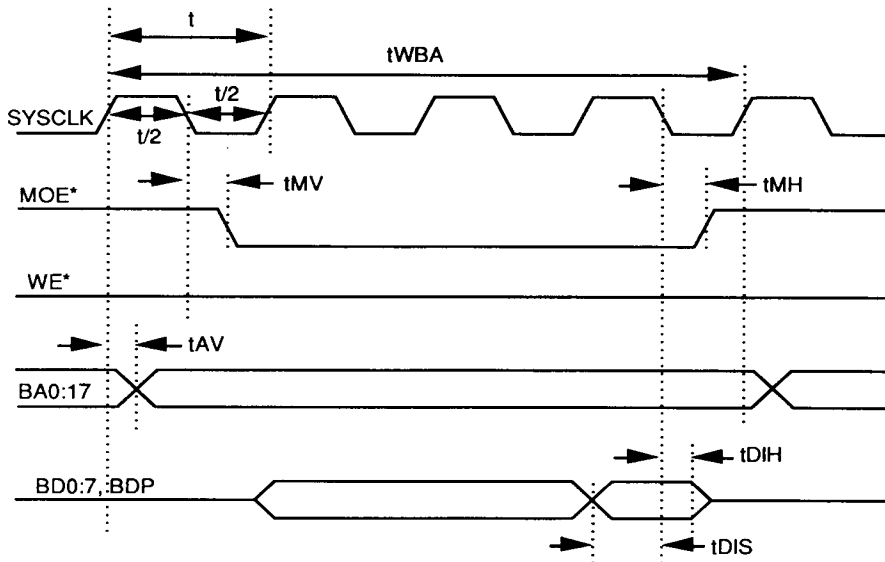 t
tWBA
t/2
SYSCLK
t/2
tMV
tMH
MOE*
WE*
tAV
BA0:17
tDIH
BD0:7, BDP
tDIS